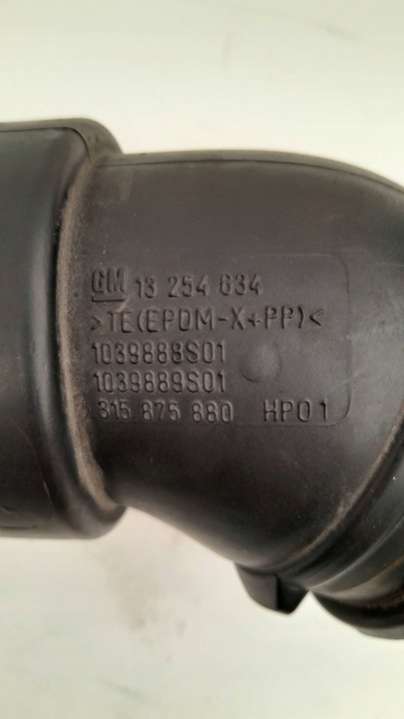 GM 13 254 634
>TE(EPDM-X+PP)<
1039888S01
1039889S01
315 875 880 HP01